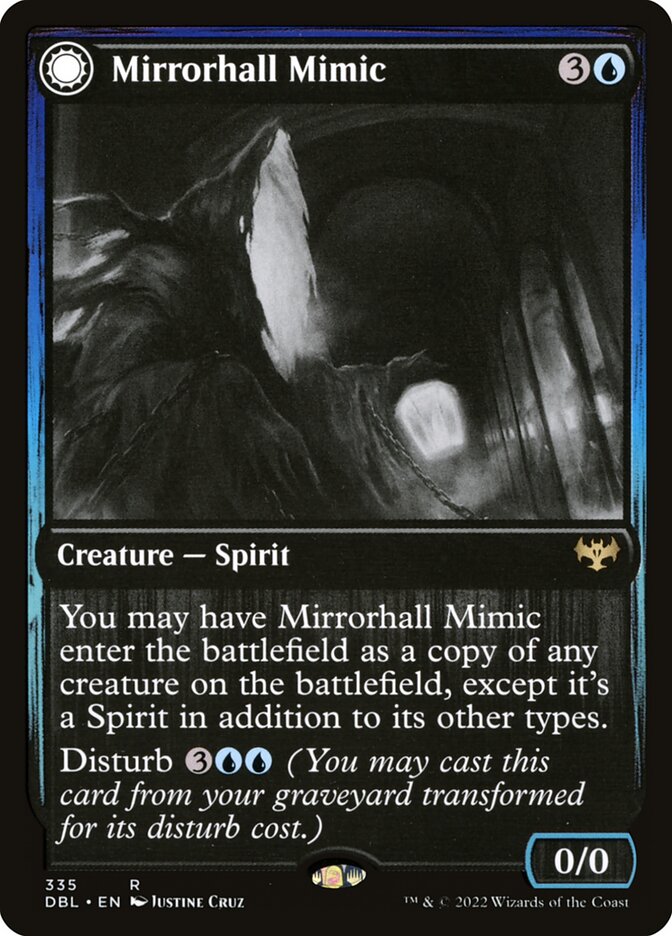 Mirrorhall Mimic 3
Creature — Spirit
You may have Mirrorhall Mimic
enter the battlefield as a copy of any
creature on the battlefield, except it's
a Spirit in addition to its other types.
Disturb 3 (You may cast this
card from your graveyard transformed
for its disturb cost.)
0/0
335 R
DBL • EN Justine Cruz ™ & © 2022 Wizards of the Coast